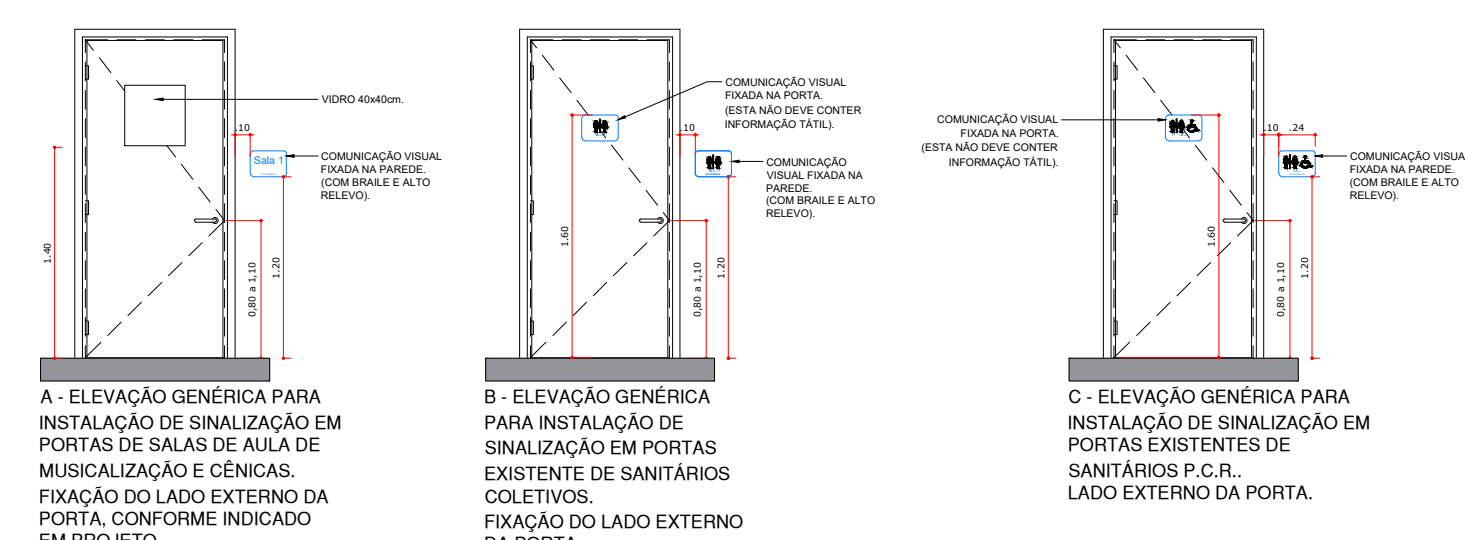 VIDRO 40x40cm.
.10
Sala 1
COMUNICAÇÃO VISUAL
FIXADA NA PAREDE.
(COM BRAILE E ALTO
RELEVO).
1.40
0,80 a 1,10
1.20
A - ELEVAÇÃO GENÉRICA PARA
INSTALAÇÃO DE SINALIZAÇÃO EM
PORTAS DE SALAS DE AULA DE
MUSICALIZAÇÃO E CÊNICAS.
FIXAÇÃO DO LADO EXTERNO DA
PORTA, CONFORME INDICADO
EM PROJETO
COMUNICAÇÃO VISUAL
FIXADA NA PORTA.
(ESTA NÃO DEVE CONTER
INFORMAÇÃO TÁTIL).
.10
COMUNICAÇÃO
VISUAL FIXADA NA
PAREDE.
(COM BRAILE E ALTO
RELEVO).
1.60
0,80 a 1,10
1.20
B - ELEVAÇÃO GENÉRICA
PARA INSTALAÇÃO DE
SINALIZAÇÃO EM PORTAS
EXISTENTE DE SANITÁRIOS
COLETIVOS.
FIXAÇÃO DO LADO EXTERNO
DA PORTA
COMUNICAÇÃO VISUAL
FIXADA NA PORTA.
(ESTA NÃO DEVE CONTER
INFORMAÇÃO TÁTIL).
.10
.24
COMUNICAÇÃO VISUA
FIXADA NA PAREDE.
(COM BRAILE E ALTO
RELEVO).
1.60
0,80 a 1,10
1.20
C - ELEVAÇÃO GENÉRICA PARA
INSTALAÇÃO DE SINALIZAÇÃO EM
PORTAS EXISTENTES DE
SANITÁRIOS P.C.R..
LADO EXTERNO DA PORTA.